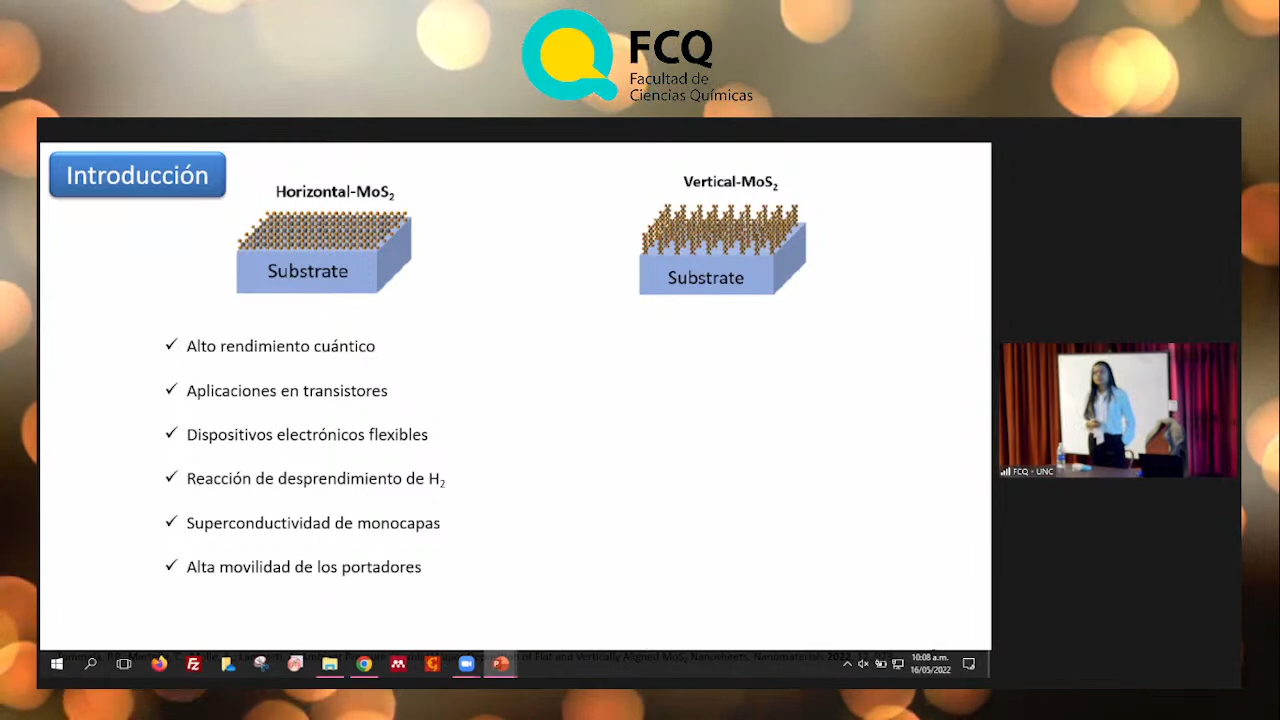 FCQ
Facultad de
Ciencias Químicas
Introducción
Horizontal-MoS₂
Substrate
Vertical-MoS₂
Substrate
✓ Alto rendimiento cuántico
✓ Aplicaciones en transistores
✓ Dispositivos electrónicos flexibles
✓ Reacción de desprendimiento de H₂
✓ Superconductividad de monocapas
✓ Alta movilidad de los portadores
FCQ - UNC
of Flat and Vertically Aligned MoS₂ Nanosheets. Nanomaterials 2022
10:08 a.m.
16/05/2022